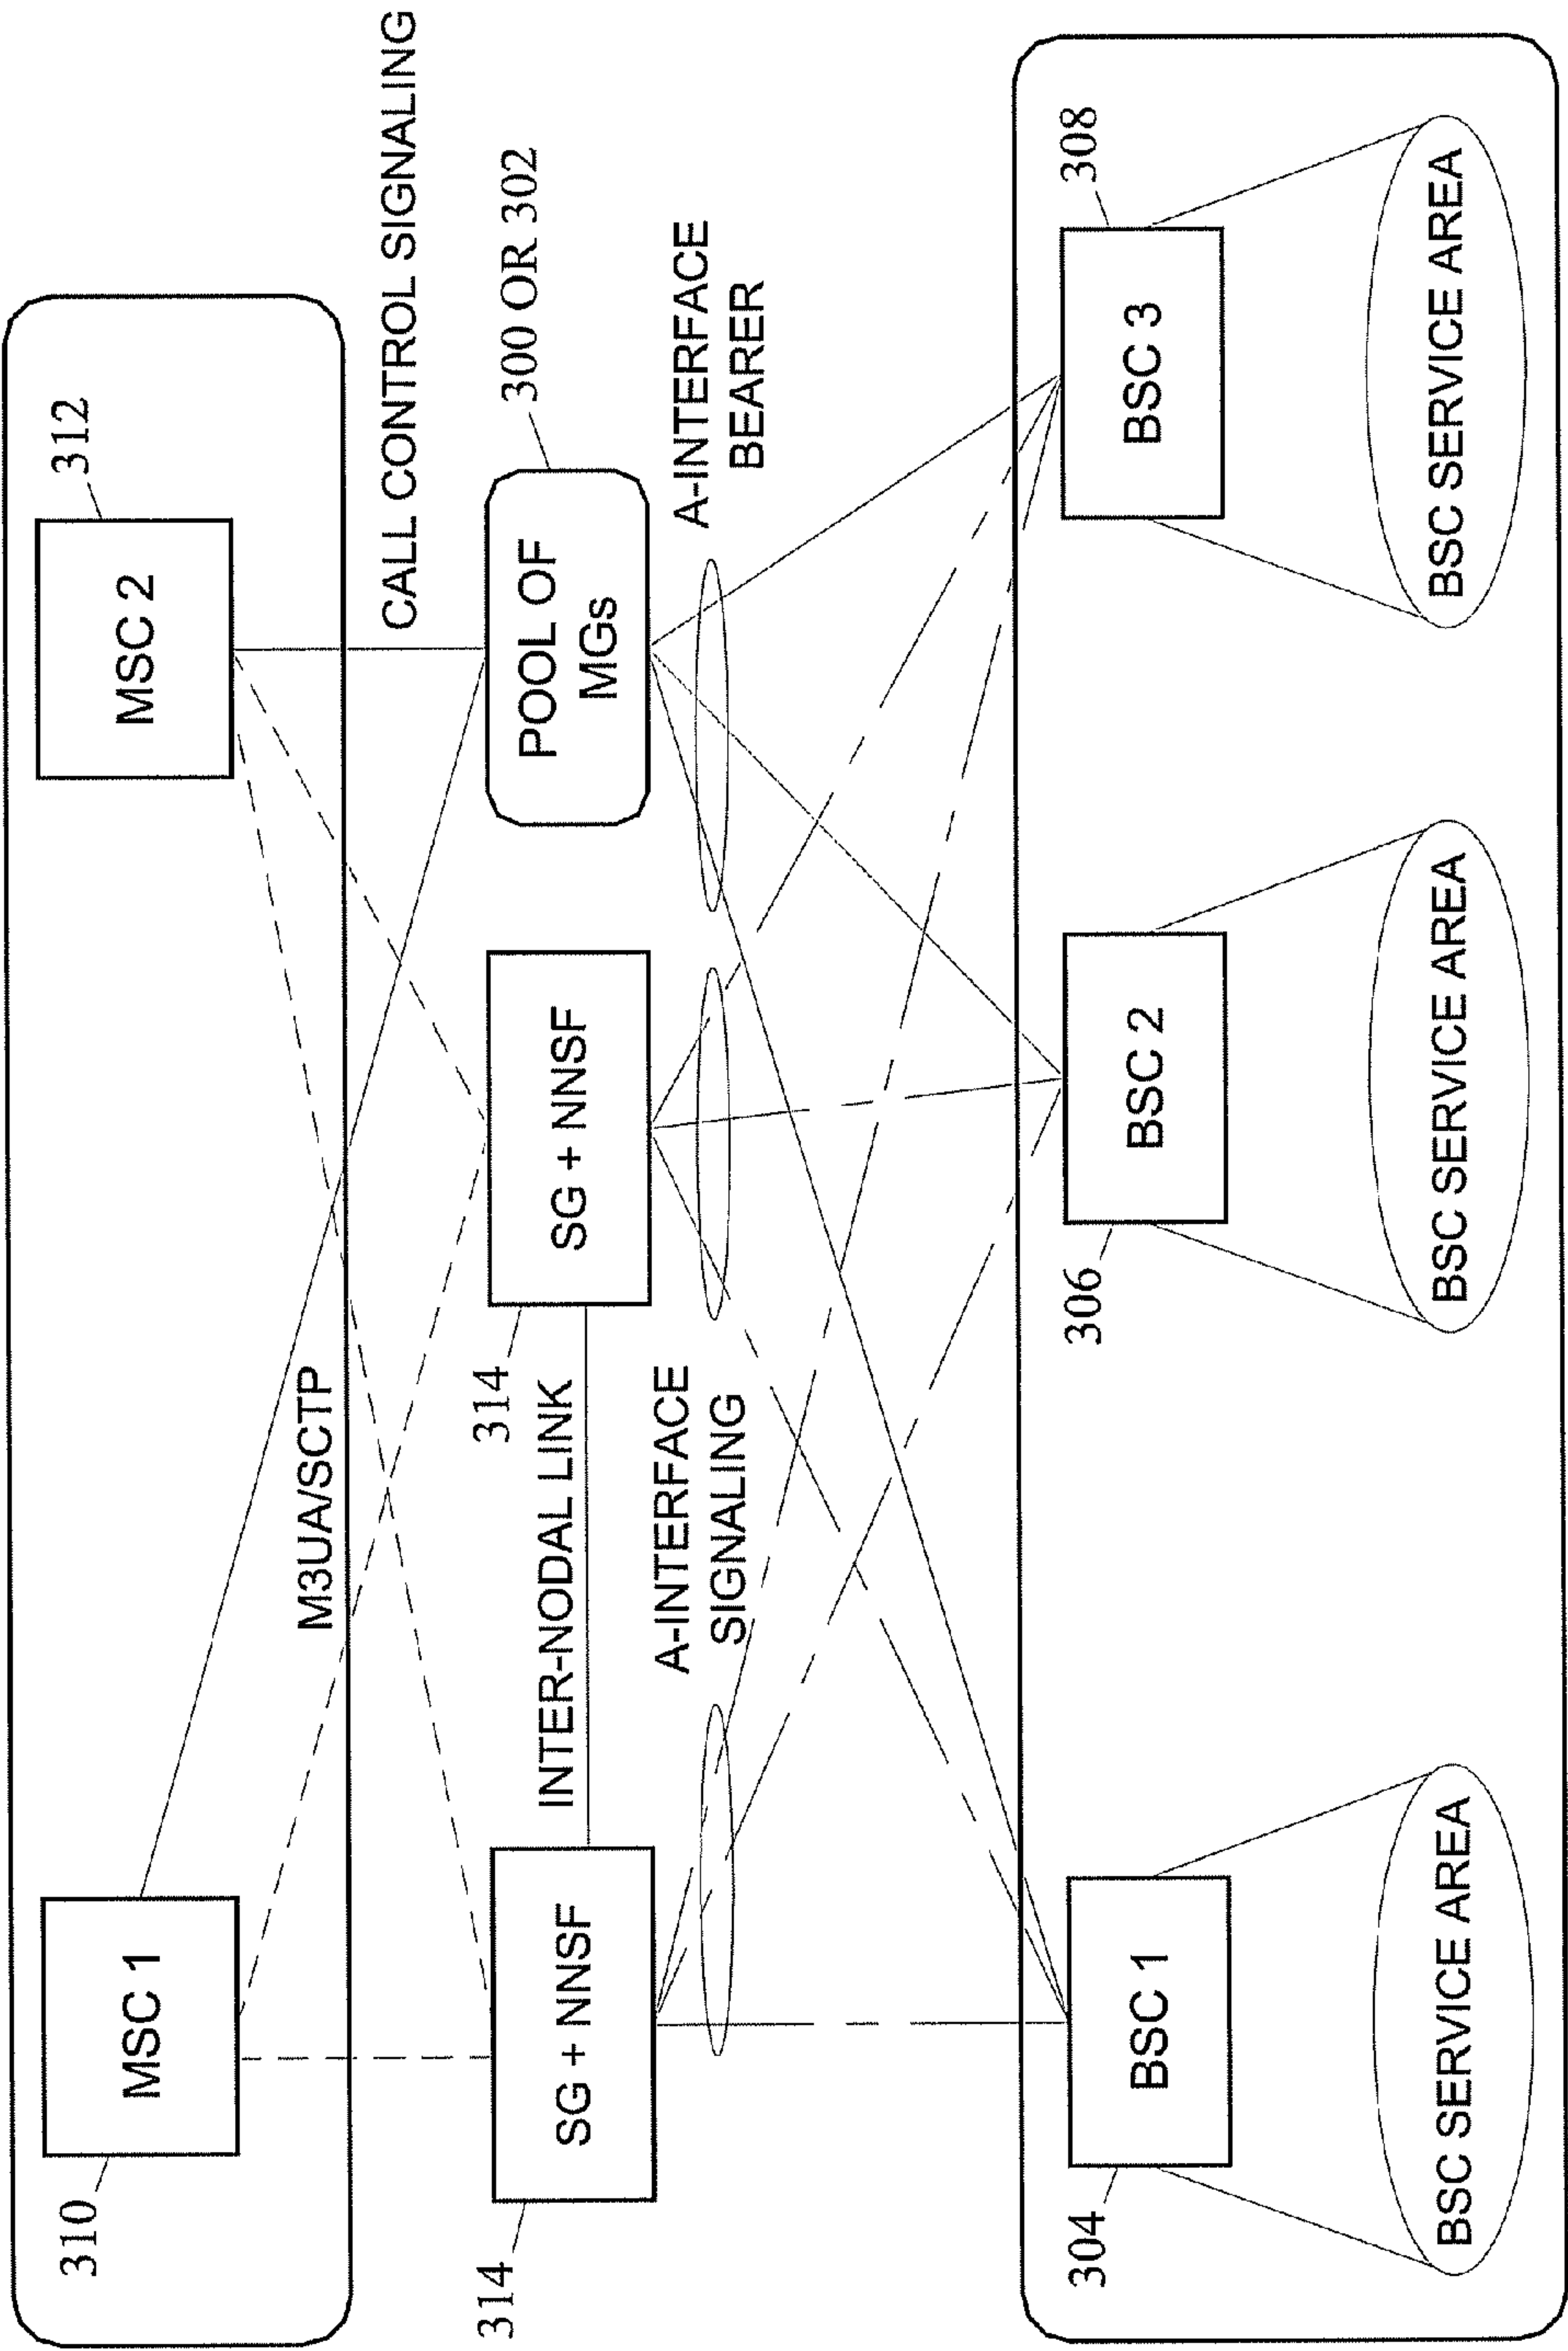 310
MSC 1
MSC 2
312
M3UA/SCTP
CALL CONTROL SIGNALING
314
SG + NNSF
INTER-NODAL LINK
314
SG + NNSF
POOL OF
MGs
300 OR 302
A-INTERFACE
SIGNALING
A-INTERFACE
BEARER
304
BSC 1
306
BSC 2
BSC 3
308
BSC SERVICE AREA
BSC SERVICE AREA
BSC SERVICE AREA